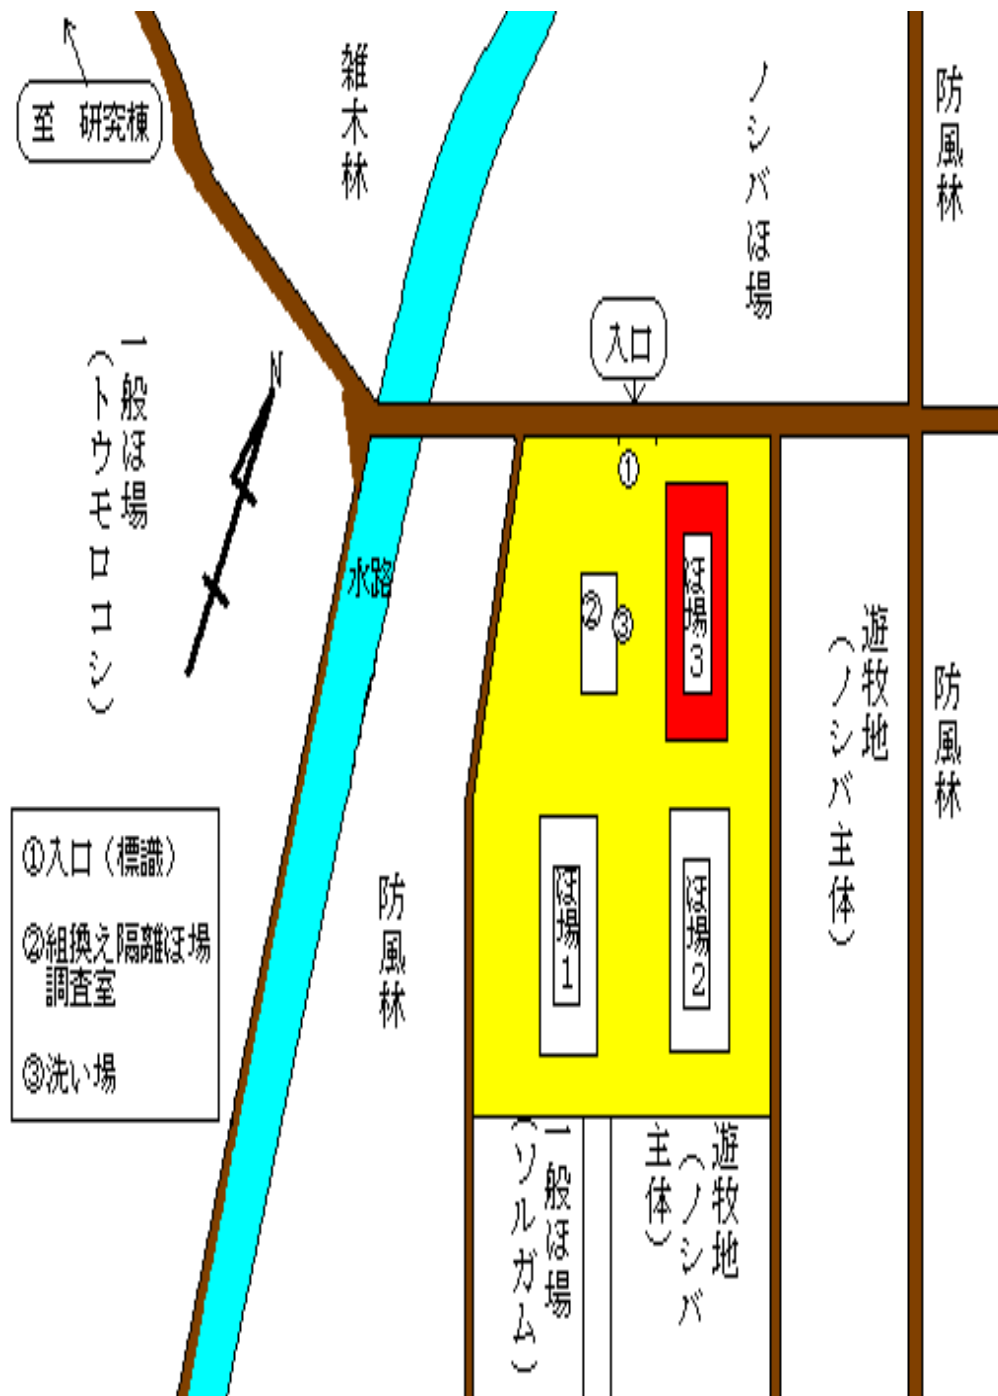 至 研究棟
雑木林
ノシバほ場
防風林
入口
一般ほ場
（トウモロコシ）
N
水路
①
②
③
ほ場3
遊牧地
（ノシバ主体）
防風林
防風林
ほ場1
ほ場2
①入口（標識）
②組換え隔離ほ場
調査室
③洗い場
一般ほ場
（ソルガム）
遊牧地
（ノシバ
主体）